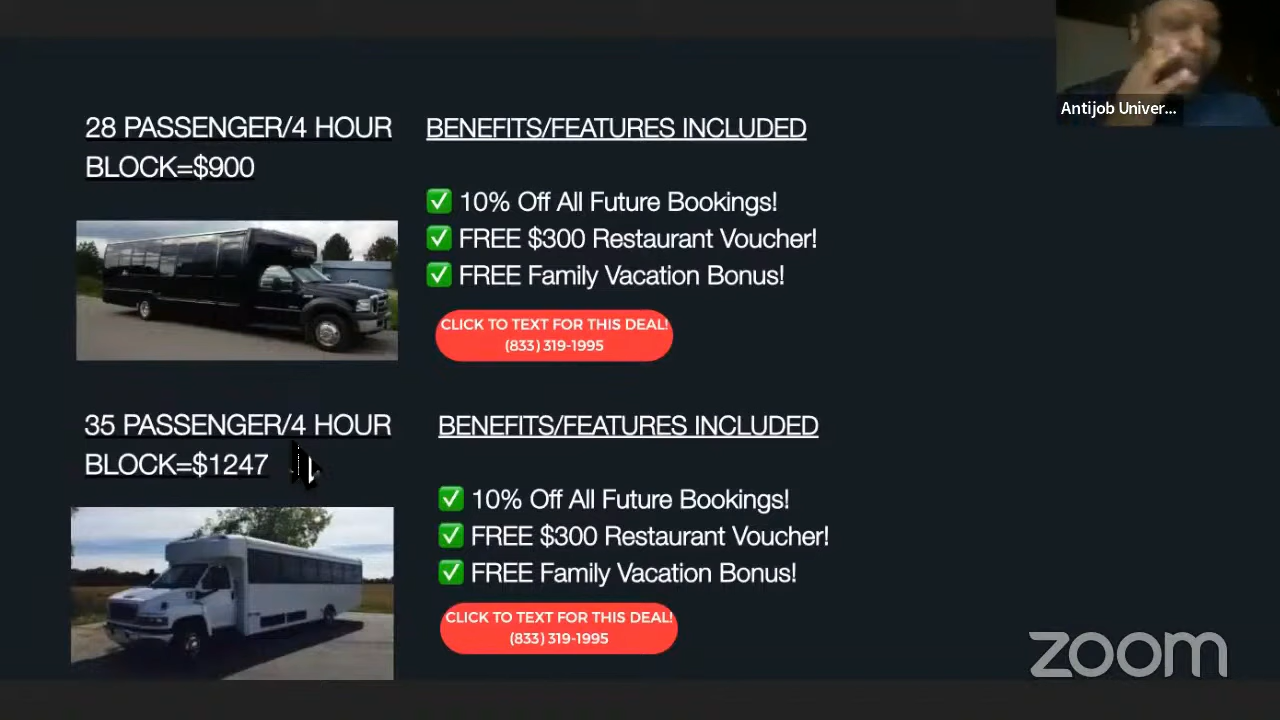 Antijob Univer...
28 PASSENGER/4 HOUR
BLOCK=$900
BENEFITS/FEATURES INCLUDED
✅ 10% Off All Future Bookings!
✅ FREE $300 Restaurant Voucher!
✅ FREE Family Vacation Bonus!
CLICK TO TEXT FOR THIS DEAL!
(833) 319-1995
35 PASSENGER/4 HOUR
BLOCK=$1247
BENEFITS/FEATURES INCLUDED
✅ 10% Off All Future Bookings!
✅ FREE $300 Restaurant Voucher!
✅ FREE Family Vacation Bonus!
CLICK TO TEXT FOR THIS DEAL!
(833) 319-1995
zoom